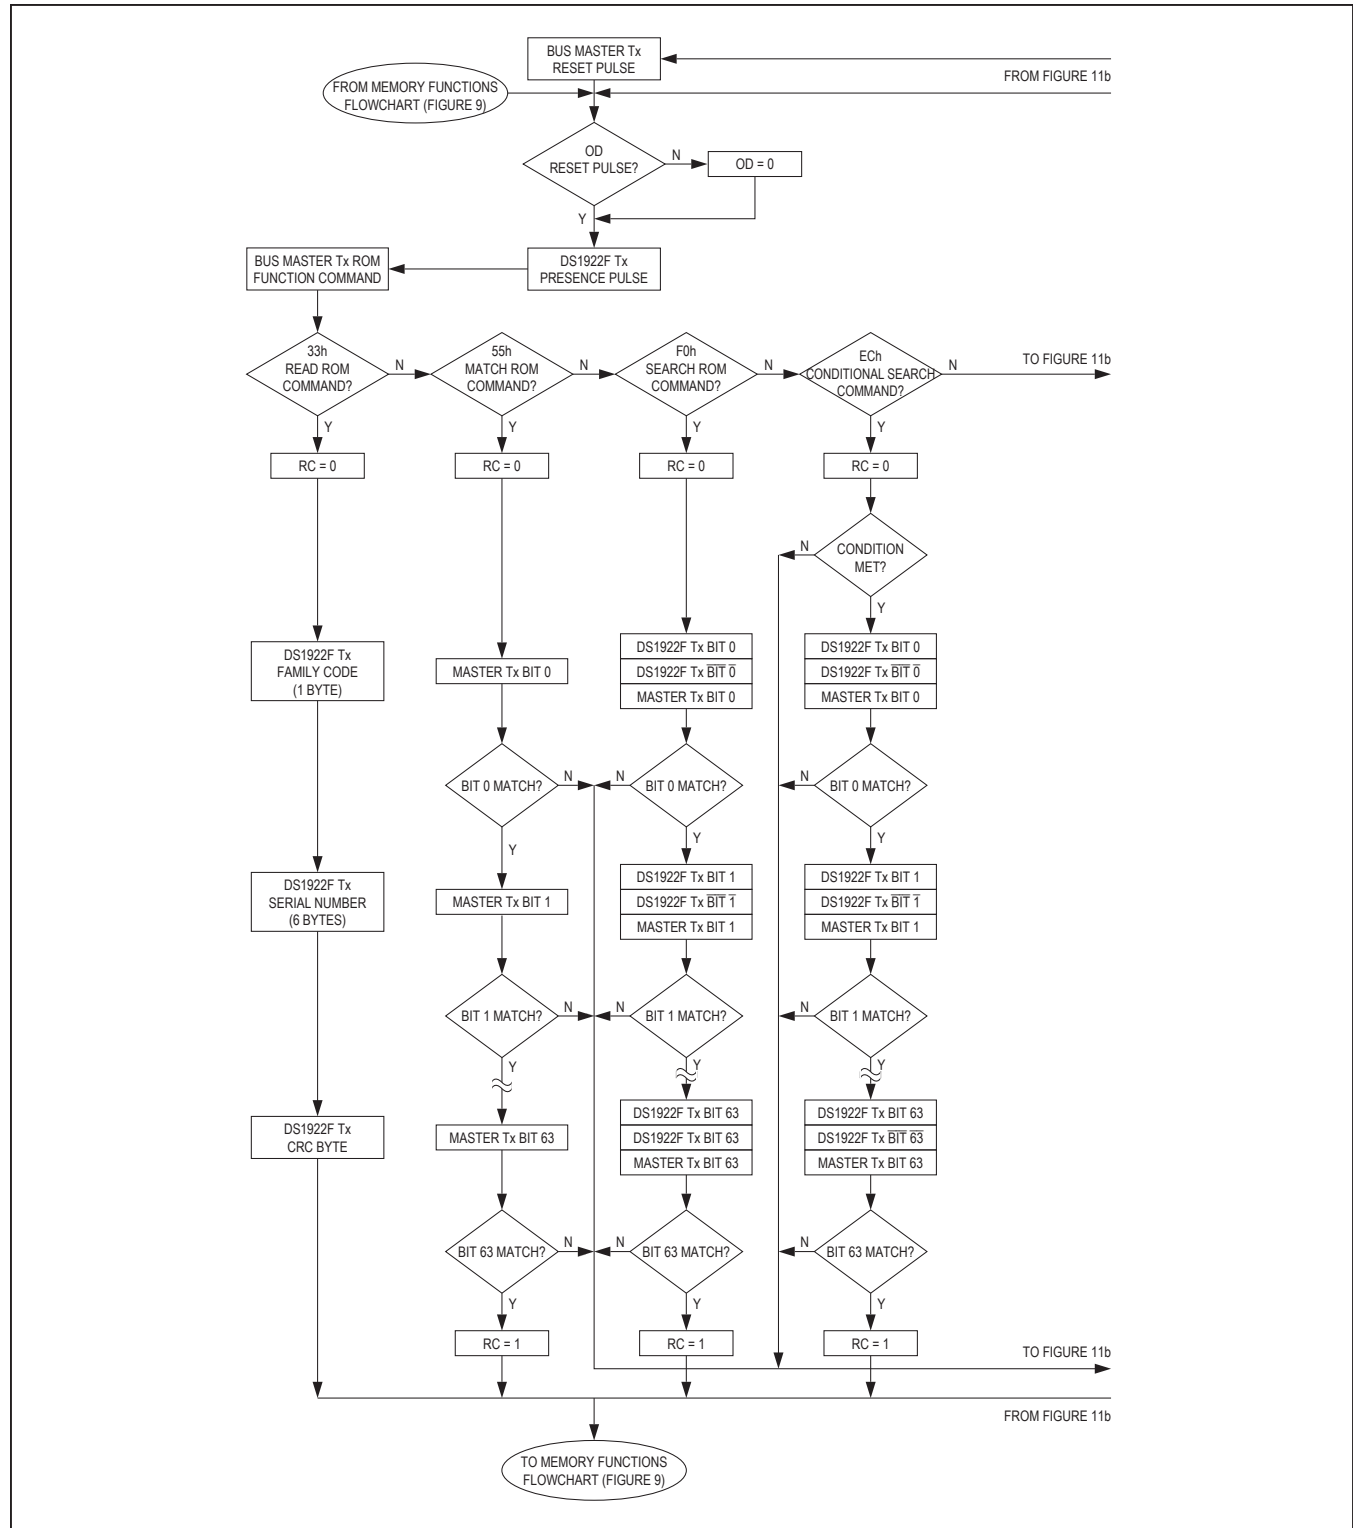 BUS MASTER Tx
RESET PULSE
FROM FIGURE 11b
FROM MEMORY FUNCTIONS
FLOWCHART (FIGURE 9)
OD
RESET PULSE?
N
OD = 0
Y
BUS MASTER Tx ROM
FUNCTION COMMAND
DS1922F Tx
PRESENCE PULSE
33h
READ ROM
COMMAND?
N
55h
MATCH ROM
COMMAND?
N
F0h
SEARCH ROM
COMMAND?
N
ECh
CONDITIONAL SEARCH
COMMAND?
N
TO FIGURE 11b
Y
Y
Y
Y
RC = 0
RC = 0
RC = 0
RC = 0
N
CONDITION
MET?
Y
DS1922F Tx
FAMILY CODE
(1 BYTE)
MASTER Tx BIT 0
DS1922F Tx BIT 0
DS1922F Tx B̅I̅T̅ 0̅
MASTER Tx BIT 0
DS1922F Tx BIT 0
DS1922F Tx B̅I̅T̅ 0̅
MASTER Tx BIT 0
BIT 0 MATCH?
N
N
BIT 0 MATCH?
N
BIT 0 MATCH?
Y
Y
Y
DS1922F Tx
SERIAL NUMBER
(6 BYTES)
MASTER Tx BIT 1
DS1922F Tx BIT 1
DS1922F Tx B̅I̅T̅ 1̅
MASTER Tx BIT 1
DS1922F Tx BIT 1
DS1922F Tx B̅I̅T̅ 1̅
MASTER Tx BIT 1
BIT 1 MATCH?
N
N
BIT 1 MATCH?
N
BIT 1 MATCH?
Y
Y
Y
DS1922F Tx
CRC BYTE
MASTER Tx BIT 63
DS1922F Tx BIT 63
DS1922F Tx BIT 63
MASTER Tx BIT 63
DS1922F Tx BIT 63
DS1922F Tx B̅I̅T̅ 6̅3̅
MASTER Tx BIT 63
BIT 63 MATCH?
N
N
BIT 63 MATCH?
N
BIT 63 MATCH?
Y
Y
Y
RC = 1
RC = 1
RC = 1
TO FIGURE 11b
FROM FIGURE 11b
TO MEMORY FUNCTIONS
FLOWCHART (FIGURE 9)